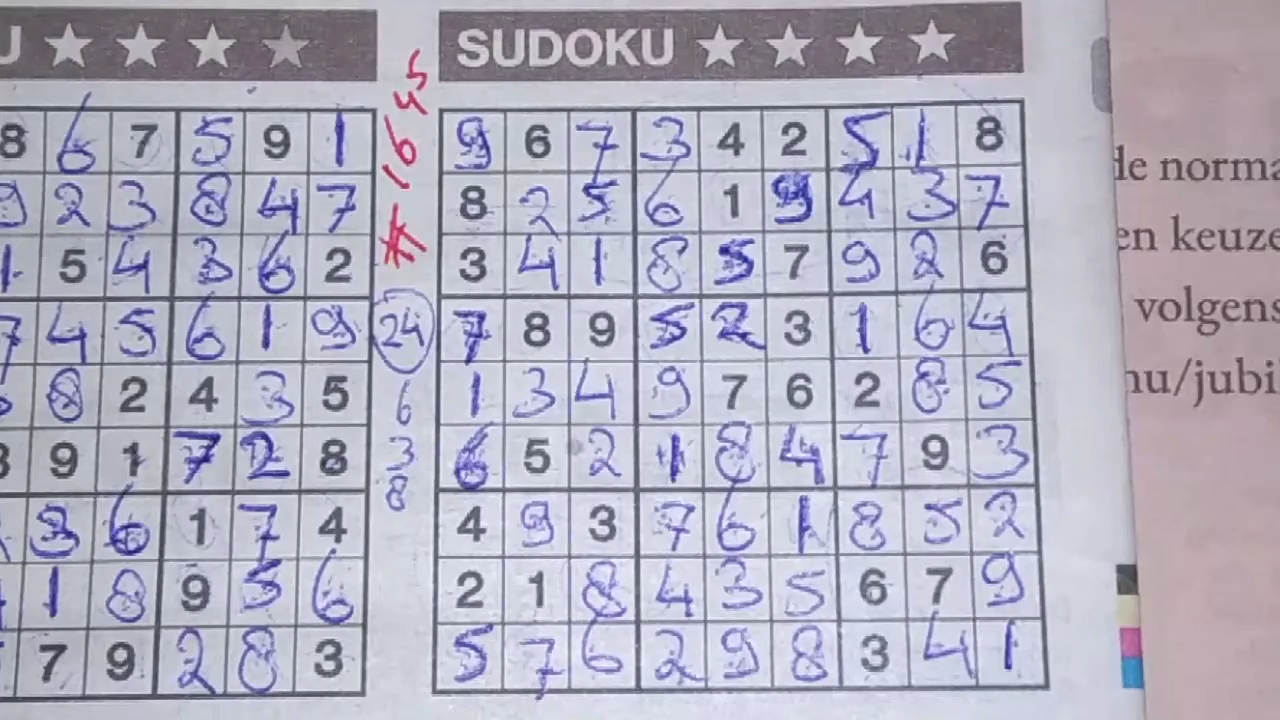 U ★ ★ ★ ★
8 6 7 5 9 1
9 2 3 8 4 7
1 5 4 3 6 2
7 4 5 6 1 9
8 2 4 3 5
9 1 7 2 8
3 6 1 7 4
1 8 9 5 6
7 9 2 8 3
# 1645
24
6
3
8
SUDOKU ★ ★ ★ ★
9 6 7 3 4 2 5 1 8
8 2 5 6 1 9 4 3 7
3 4 1 8 5 7 9 2 6
7 8 9 5 2 3 1 6 4
1 3 4 9 7 6 2 8 5
6 5 2 1 8 4 7 9 3
4 9 3 7 6 1 8 5 2
2 1 8 4 3 5 6 7 9
5 7 6 2 9 8 3 4 1
de norma
en keuze
volgens
nu/jubi